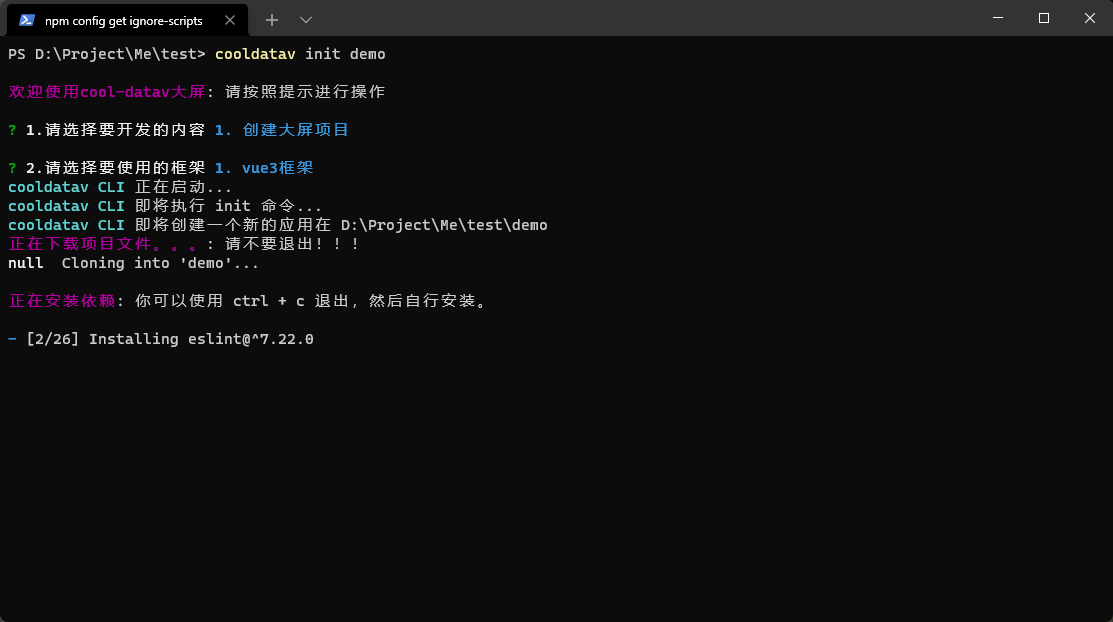 npm config get ignore-scripts
PS D:\Project\Me\test> cooldatav init demo
欢迎使用cool-datav大屏: 请按照提示进行操作
? 1.请选择要开发的内容 1. 创建大屏项目
? 2.请选择要使用的框架 1. vue3框架
cooldatav CLI 正在启动...
cooldatav CLI 即将执行 init 命令...
cooldatav CLI 即将创建一个新的应用在 D:\Project\Me\test\demo
正在下载项目文件。。。: 请不要退出！！！
null  Cloning into 'demo'...
正在安装依赖: 你可以使用 ctrl + c 退出，然后自行安装。
- [2/26] Installing eslint@^7.22.0